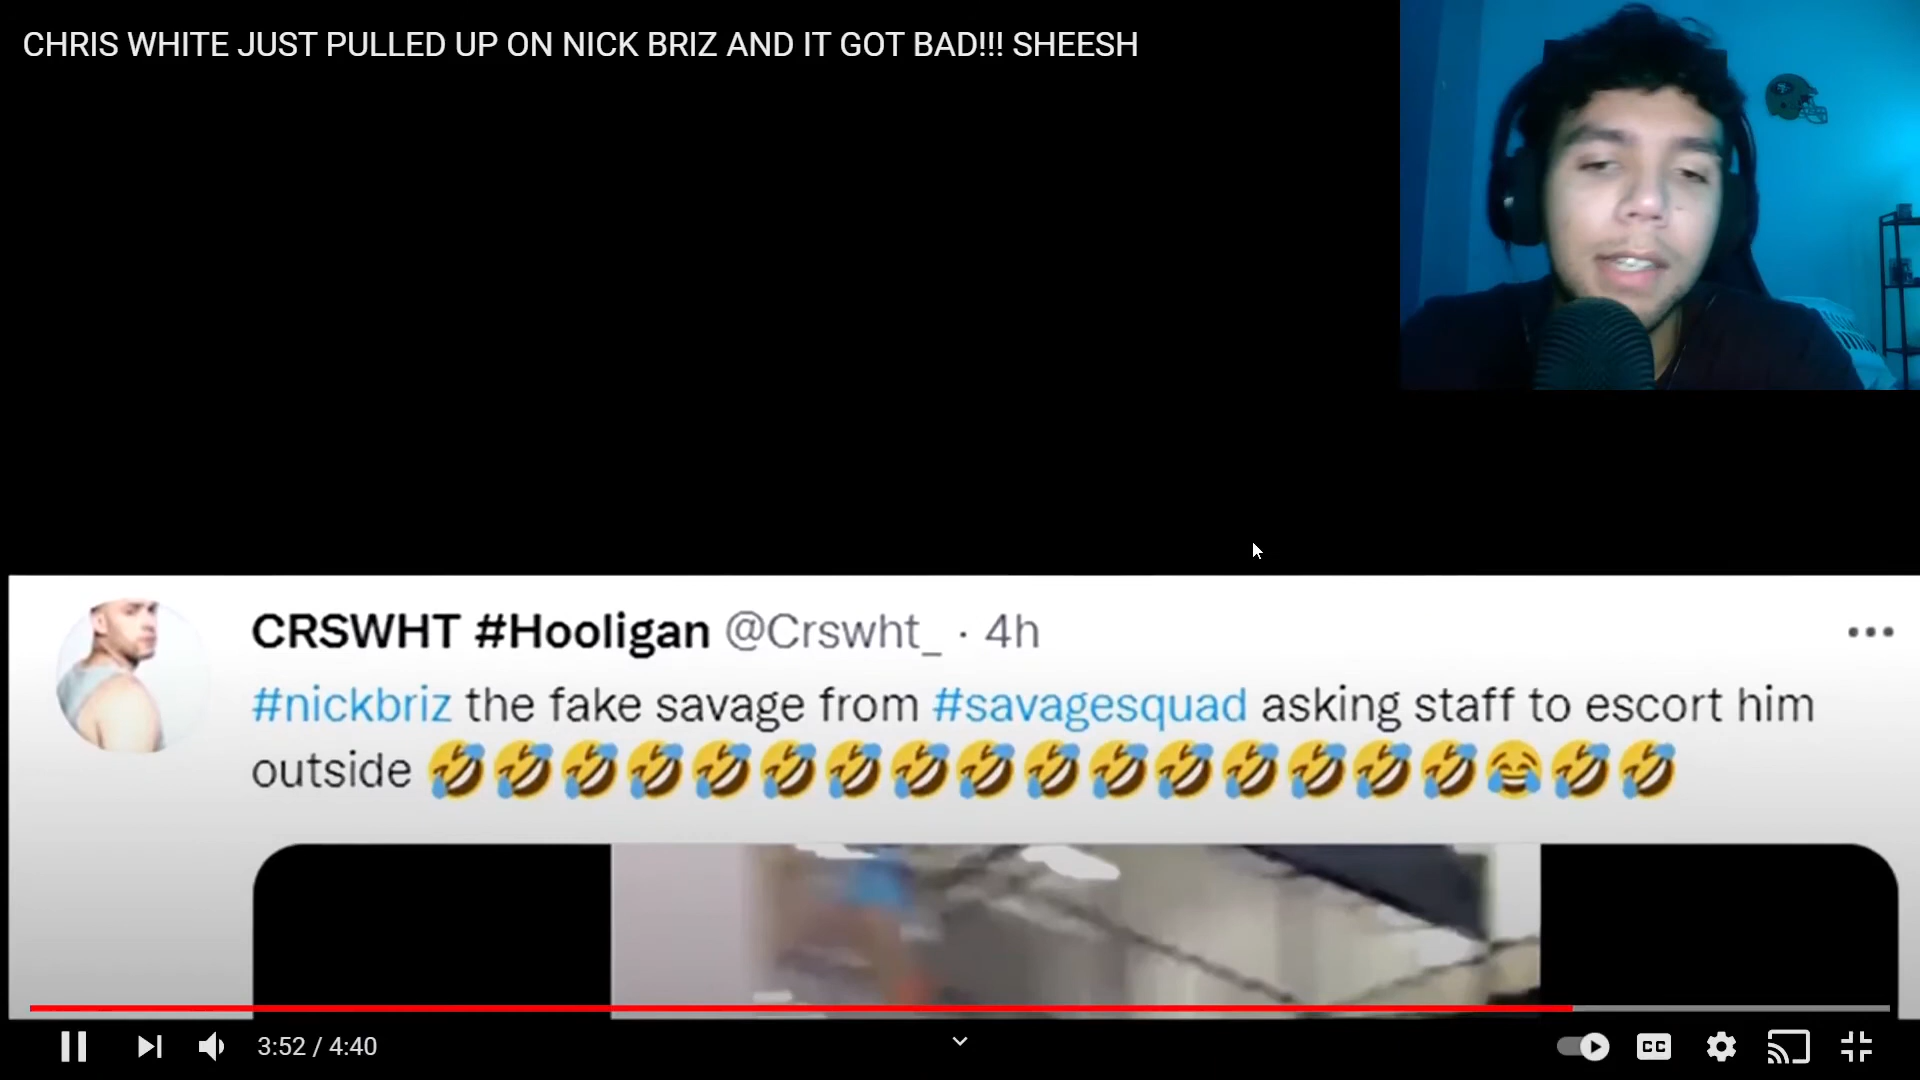 CHRIS WHITE JUST PULLED UP ON NICK BRIZ AND IT GOT BAD!!! SHEESH
CRSWHT #Hooligan @Crswht_ · 4h
#nickbriz the fake savage from #savagesquad asking staff to escort him
outside 🤣🤣🤣🤣🤣🤣🤣🤣🤣🤣🤣🤣🤣🤣🤣🤣😂🤣🤣
3:52 / 4:40
CC